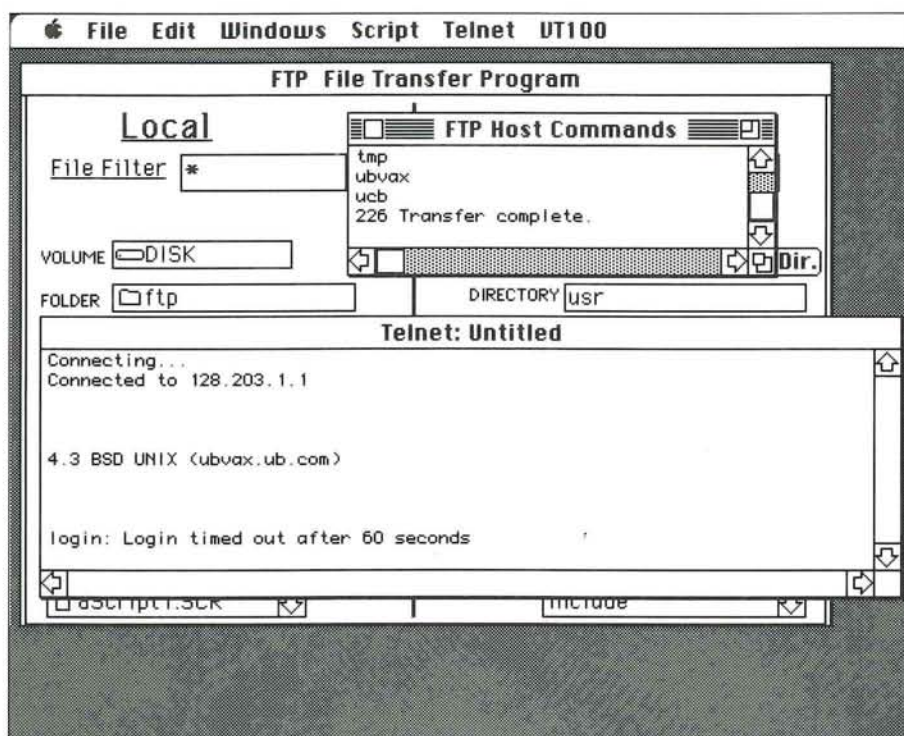 File Edit Windows Script Telnet VT100
FTP File Transfer Program
Local
File Filter *
FTP Host Commands
tmp
ubvax
ucb
226 Transfer complete.
VOLUME DISK
Dir.
FOLDER ftp
DIRECTORY usr
Telnet: Untitled
Connecting...
Connected to 128.203.1.1
4.3 BSD UNIX (ubvax.ub.com)
login: Login timed out after 60 seconds
include